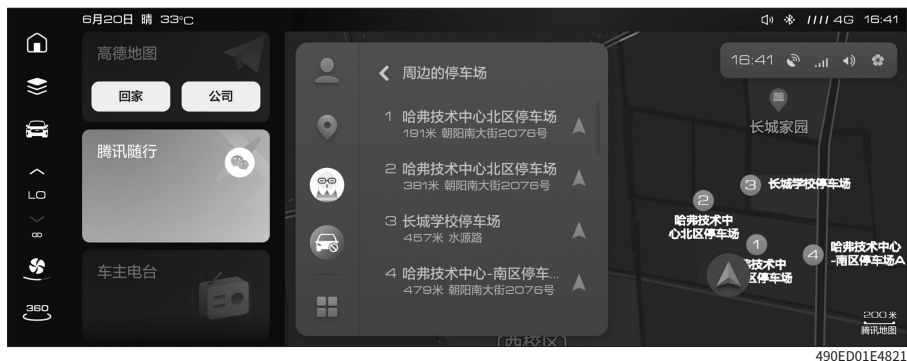 6月20日 晴 33°C
4G 16:41
LO
360
高德地图
回家
公司
腾讯随行
车主电台
周边的停车场
1 哈弗技术中心北区停车场
191米 朝阳南大街2076号
2 哈弗技术中心北区停车场
381米 朝阳南大街2076号
3 长城学校停车场
457米 水源路
4 哈弗技术中心-南区停车...
479米 朝阳南大街2076号
16:41
长城家园
3 长城学校停车场
2
哈弗技术中
心北区停车场
1
技术中
区停车场
4
哈弗技术中心
-南区停车场A
(西校区)
200米
腾讯地图
490ED01E4821